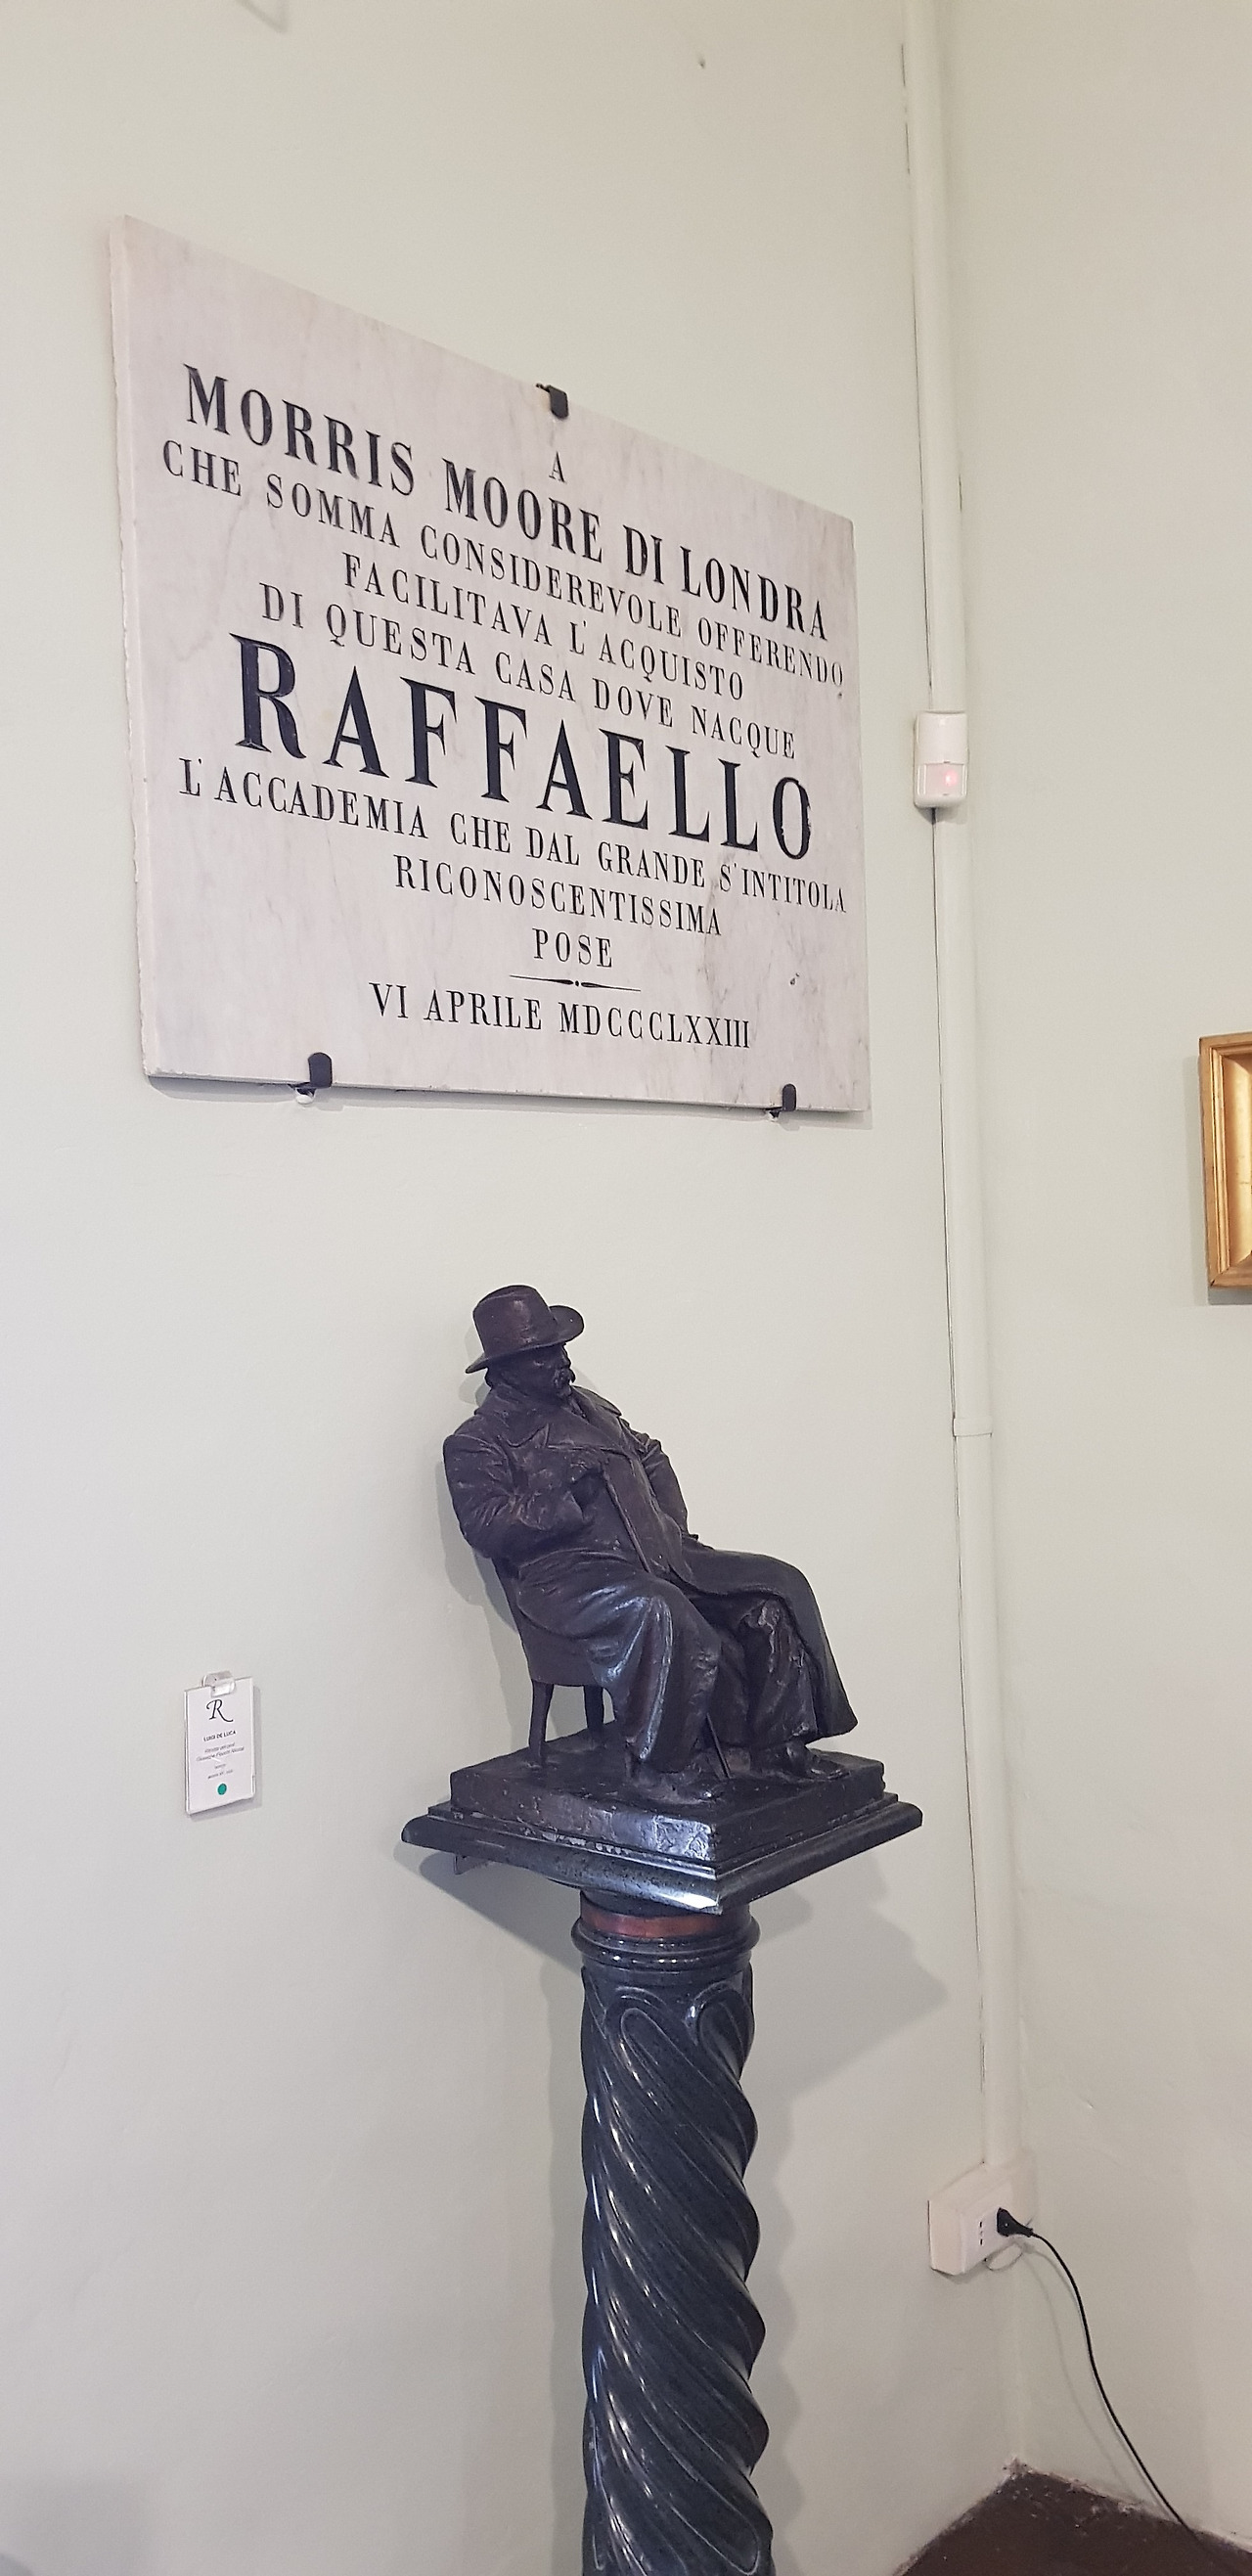 A
MORRIS MOORE DI LONDRA
CHE SOMMA CONSIDEREVOLE OFFERENDO
FACILITAVA L'ACQUISTO
DI QUESTA CASA DOVE NACQUE
RAFFAELLO
L'ACCADEMIA CHE DAL GRANDE S'INTITOLA
RICONOSCENTISSIMA
POSE
VI APRILE MDCCCLXXIII
R
LUIGI DE LUCA